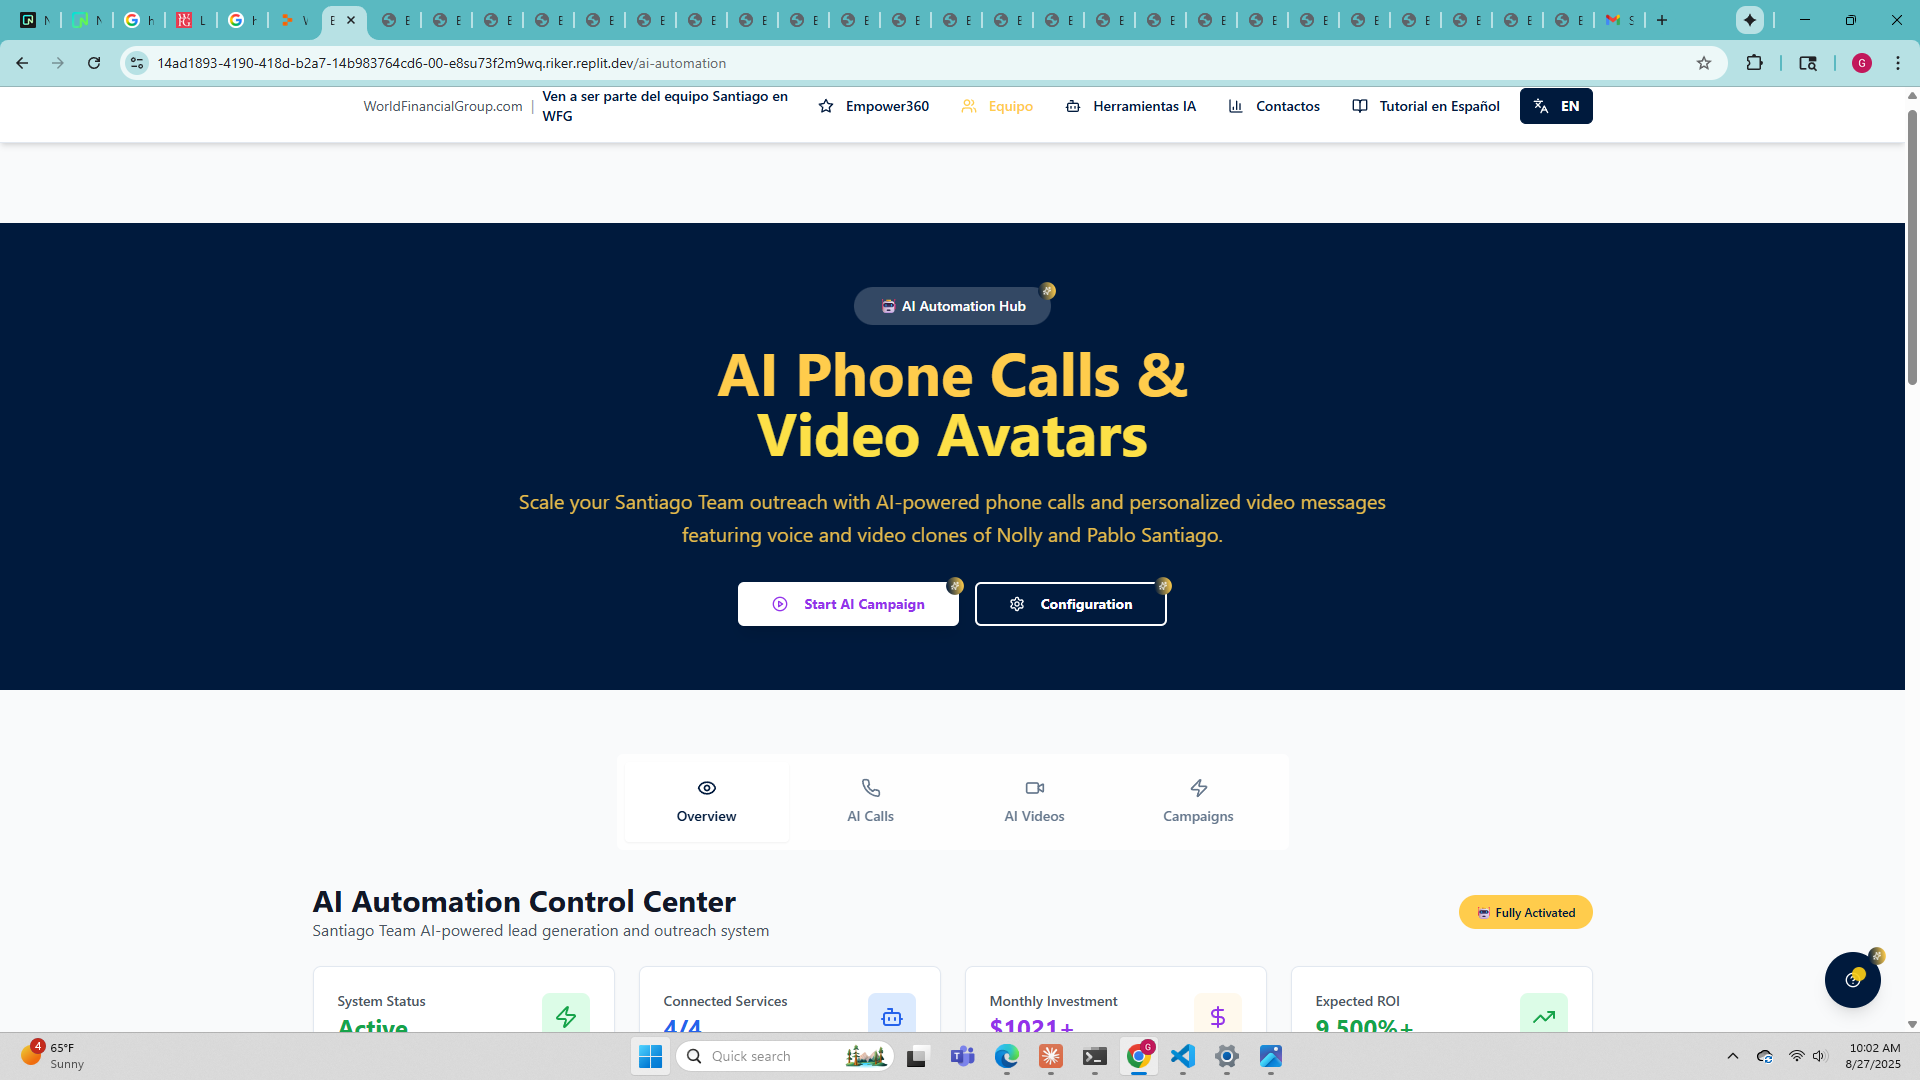 14ad1893-4190-418d-b2a7-14b983764cd6-00-e8su73f2m9wq.riker.replit.dev/ai-automation
WorldFinancialGroup.com | Ven a ser parte del equipo Santiago en WFG
Empower360
Equipo
Herramientas IA
Contactos
Tutorial en Español
EN
AI Automation Hub
AI Phone Calls &
Video Avatars
Scale your Santiago Team outreach with AI-powered phone calls and personalized video messages
featuring voice and video clones of Nolly and Pablo Santiago.
Start AI Campaign
Configuration
Overview
AI Calls
AI Videos
Campaigns
AI Automation Control Center
Santiago Team AI-powered lead generation and outreach system
Fully Activated
System Status
Active
Connected Services
4/4
Monthly Investment
$1021+
Expected ROI
9,500%+
4
65°F
Sunny
Quick search
G
10:02 AM
8/27/2025